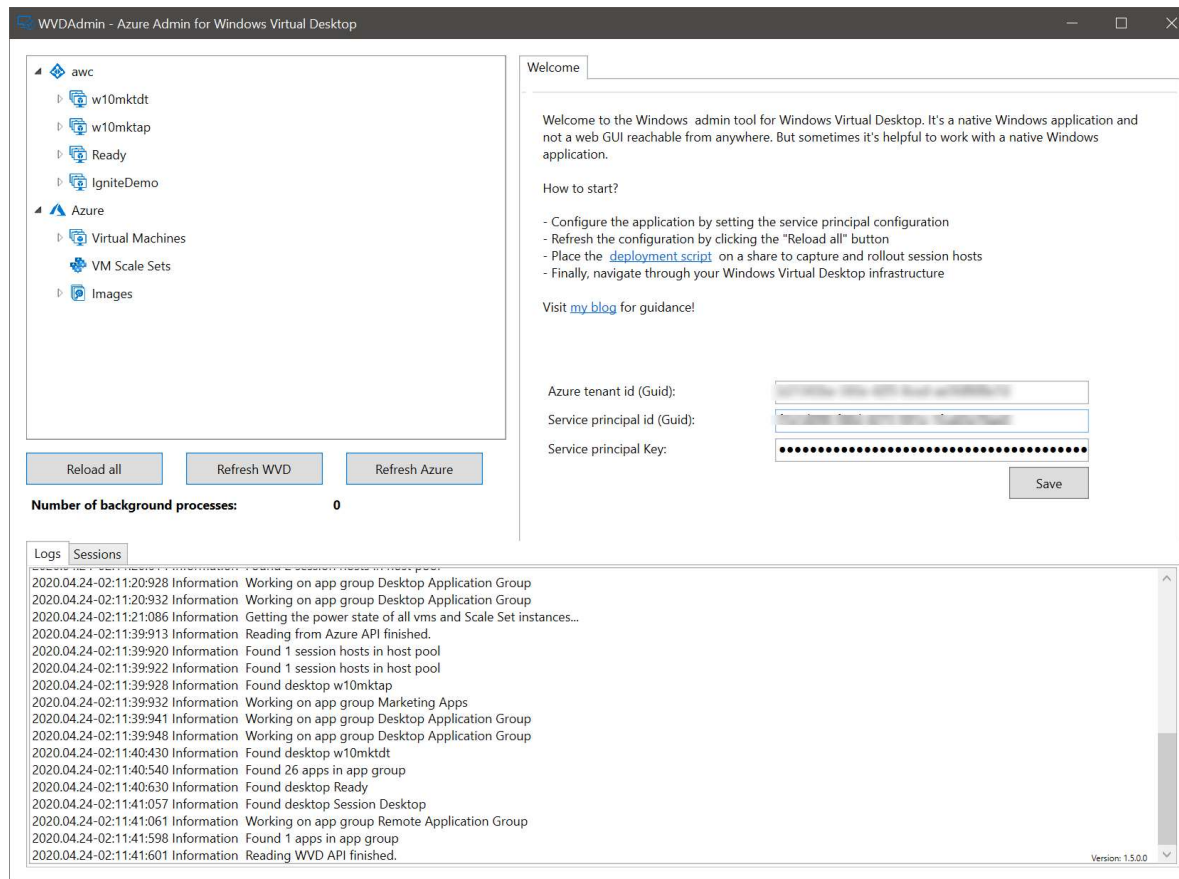 WVDAdmin - Azure Admin for Windows Virtual Desktop
awc
w10mktdt
w10mktap
Ready
IgniteDemo
Azure
Virtual Machines
VM Scale Sets
Images
Reload all
Refresh WVD
Refresh Azure
Number of background processes: 0
Welcome
Welcome to the Windows admin tool for Windows Virtual Desktop. It's a native Windows application and
not a web GUI reachable from anywhere. But sometimes it's helpful to work with a native Windows
application.
How to start?
- Configure the application by setting the service principal configuration
- Refresh the configuration by clicking the "Reload all" button
- Place the deployment script on a share to capture and rollout session hosts
- Finally, navigate through your Windows Virtual Desktop infrastructure
Visit my blog for guidance!
Azure tenant id (Guid):
Service principal id (Guid):
Service principal Key:
Save
Logs Sessions
2020.04.24-02:11:20:928 Information Working on app group Desktop Application Group
2020.04.24-02:11:20:932 Information Working on app group Desktop Application Group
2020.04.24-02:11:21:086 Information Getting the power state of all vms and Scale Set instances...
2020.04.24-02:11:39:913 Information Reading from Azure API finished.
2020.04.24-02:11:39:920 Information Found 1 session hosts in host pool
2020.04.24-02:11:39:922 Information Found 1 session hosts in host pool
2020.04.24-02:11:39:928 Information Found desktop w10mktap
2020.04.24-02:11:39:932 Information Working on app group Marketing Apps
2020.04.24-02:11:39:941 Information Working on app group Desktop Application Group
2020.04.24-02:11:39:948 Information Working on app group Desktop Application Group
2020.04.24-02:11:40:430 Information Found desktop w10mktdt
2020.04.24-02:11:40:540 Information Found 26 apps in app group
2020.04.24-02:11:40:630 Information Found desktop Ready
2020.04.24-02:11:41:057 Information Found desktop Session Desktop
2020.04.24-02:11:41:061 Information Working on app group Remote Application Group
2020.04.24-02:11:41:598 Information Found 1 apps in app group
2020.04.24-02:11:41:601 Information Reading WVD API finished.
Version: 1.5.0.0